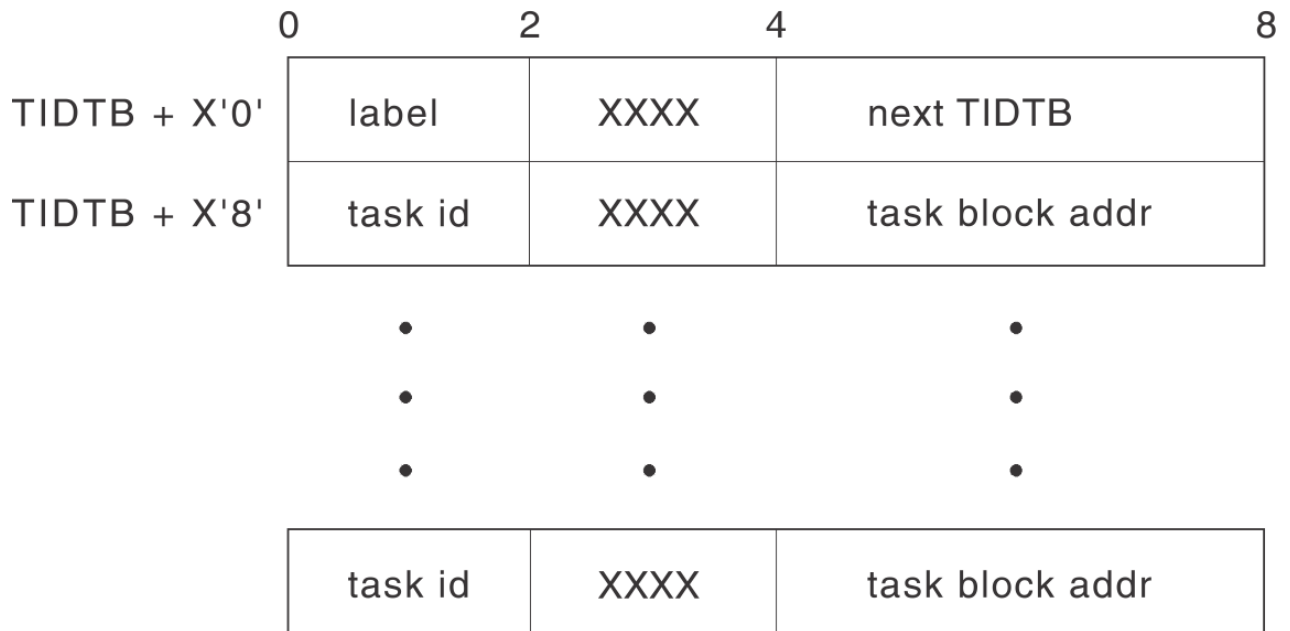 0 2 4 8
TIDTB + X'0' label XXXX next TIDTB
TIDTB + X'8' task id XXXX task block addr
task id XXXX task block addr